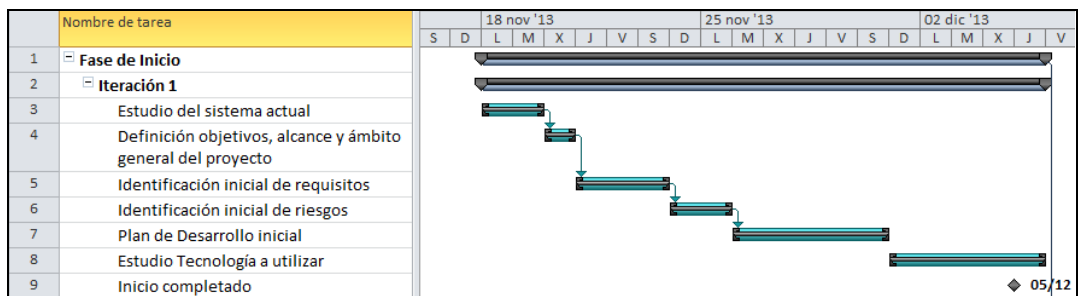 Nombre de tarea
18 nov '13 25 nov '13 02 dic '13
S D L M X J V S D L M X J V S D L M X J V
1 Fase de Inicio
2 Iteración 1
3 Estudio del sistema actual
4 Definición objetivos, alcance y ámbito
general del proyecto
5 Identificación inicial de requisitos
6 Identificación inicial de riesgos
7 Plan de Desarrollo inicial
8 Estudio Tecnología a utilizar
9 Inicio completado 05/12